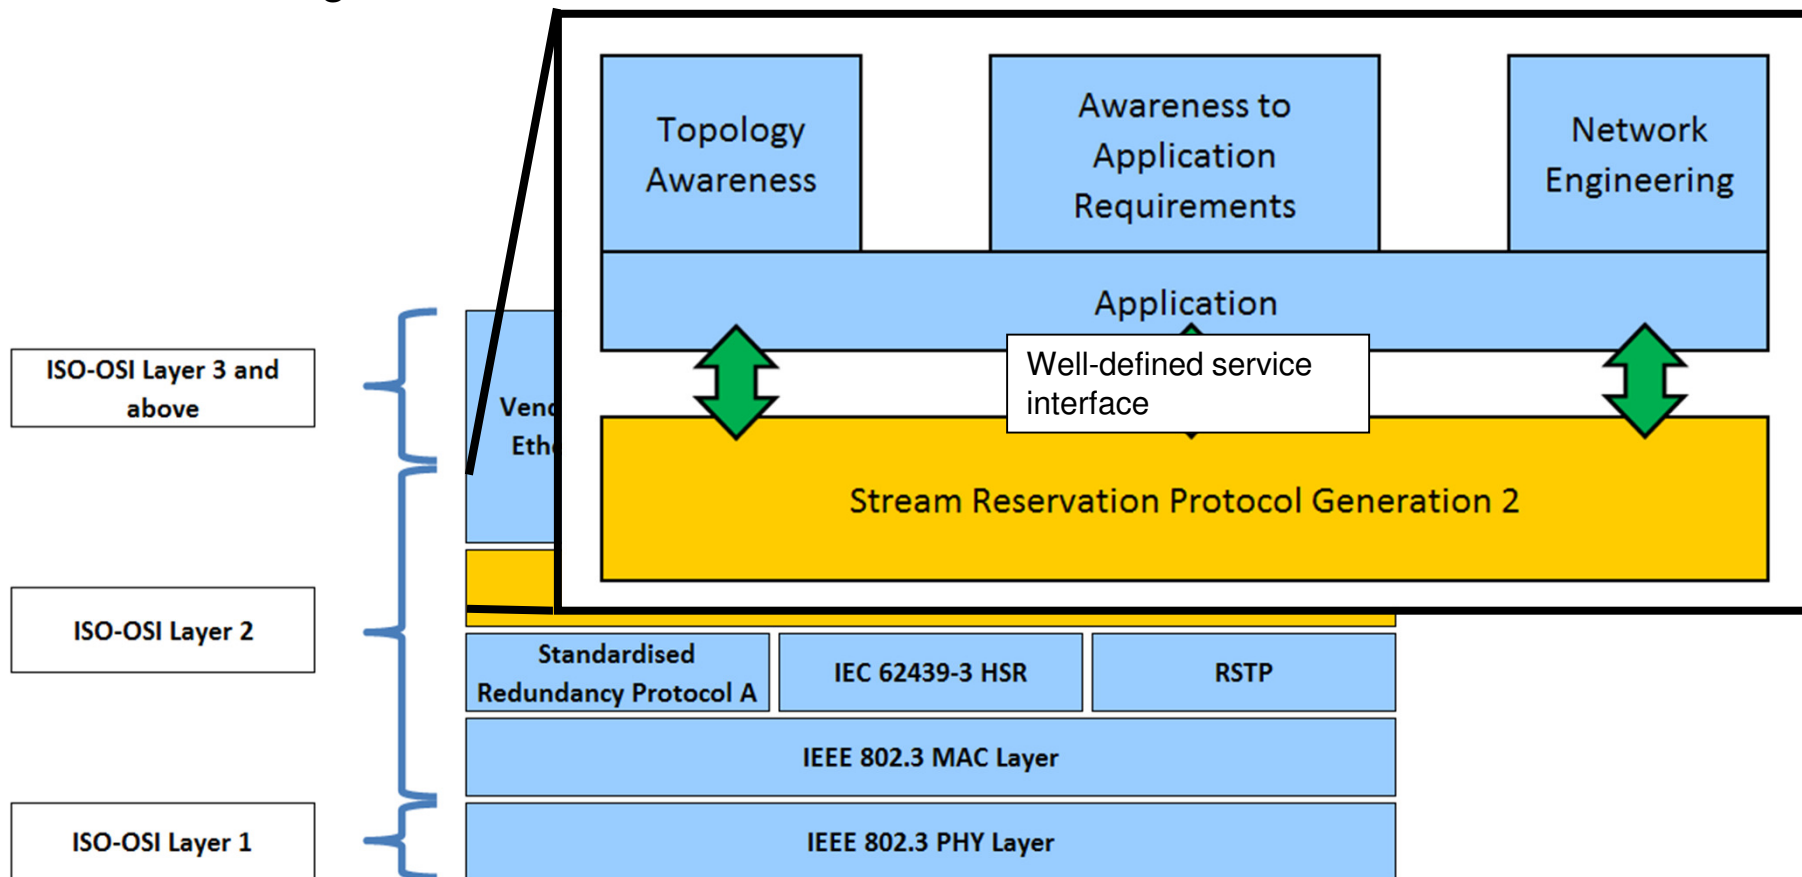 Topology
Awareness
Awareness to
Application
Requirements
Network
Engineering
Application
Well-defined service
interface
Stream Reservation Protocol Generation 2
ISO-OSI Layer 3 and
above
ISO-OSI Layer 2
Standardised
Redundancy Protocol A
IEC 62439-3 HSR
RSTP
IEEE 802.3 MAC Layer
ISO-OSI Layer 1
IEEE 802.3 PHY Layer